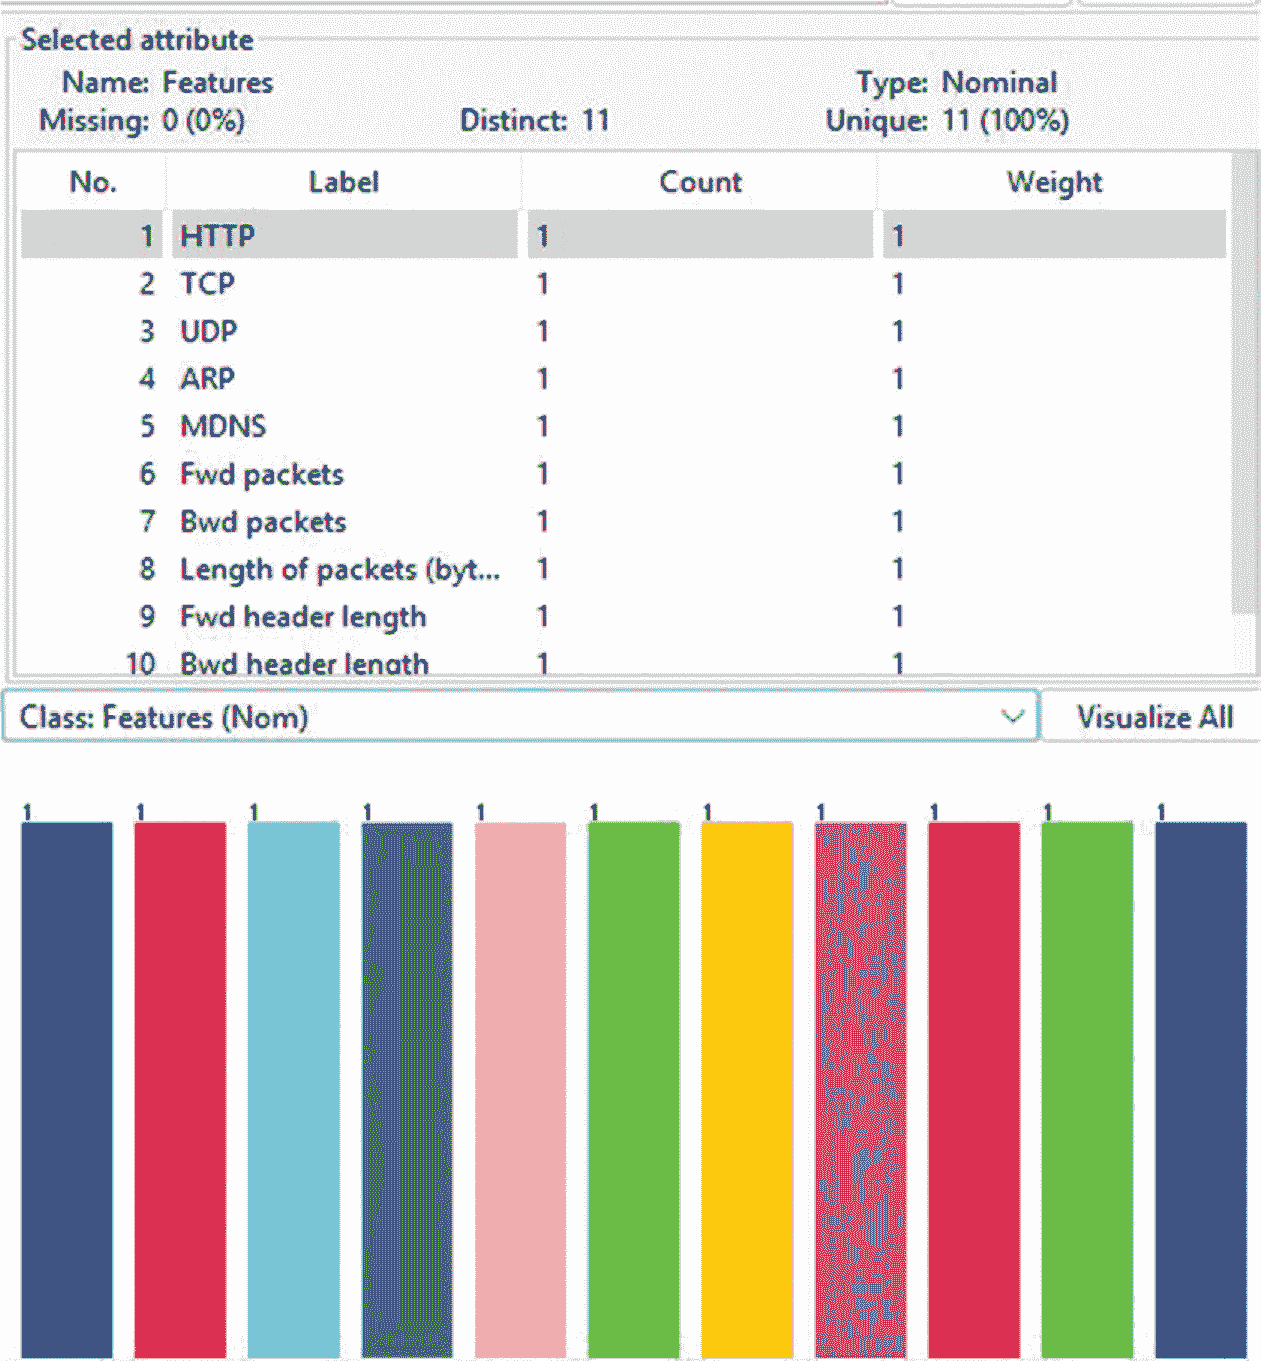 Selected attribute
Name: Features Type: Nominal
Missing: 0 (0%) Distinct: 11 Unique: 11 (100%)
No. Label Count Weight
1 HTTP 1 1
2 TCP 1 1
3 UDP 1 1
4 ARP 1 1
5 MDNS 1 1
6 Fwd packets 1 1
7 Bwd packets 1 1
8 Length of packets (byt... 1 1
9 Fwd header length 1 1
10 Bwd header length 1 1
Class: Features (Nom) Visualize All
1 1 1 1 1 1 1 1 1 1 1